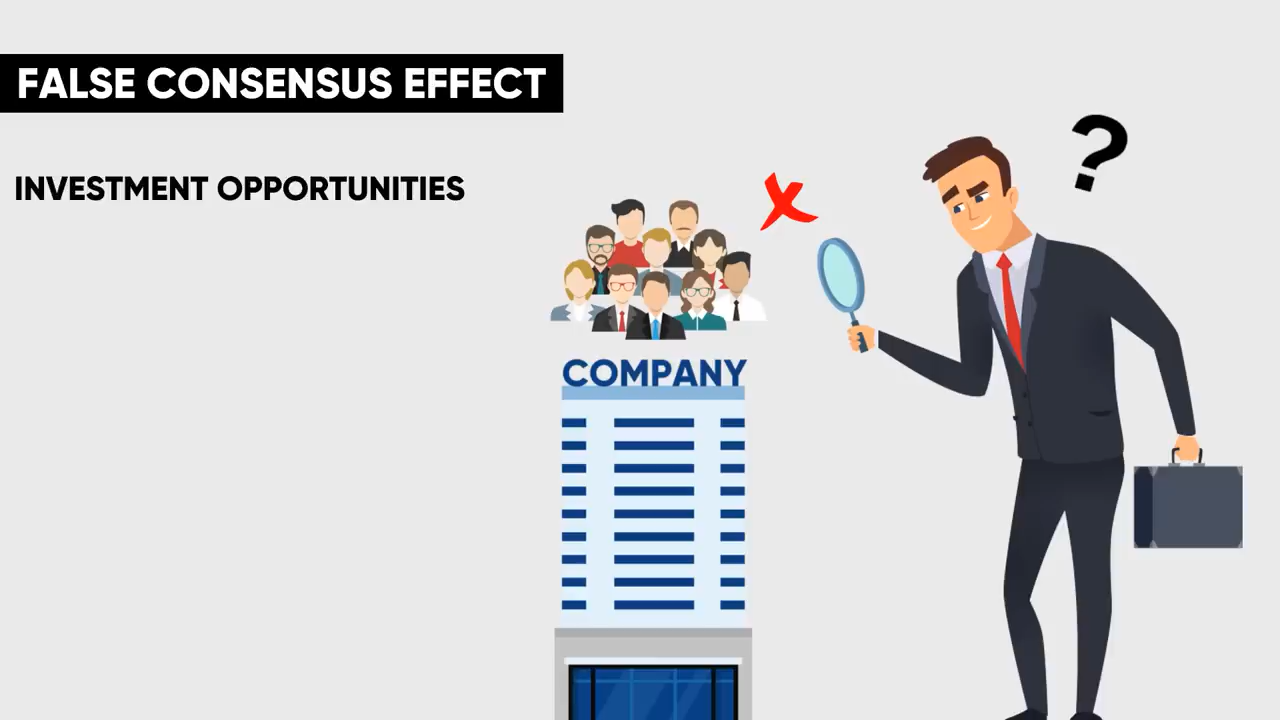 FALSE CONSENSUS EFFECT
INVESTMENT OPPORTUNITIES
?
COMPANY